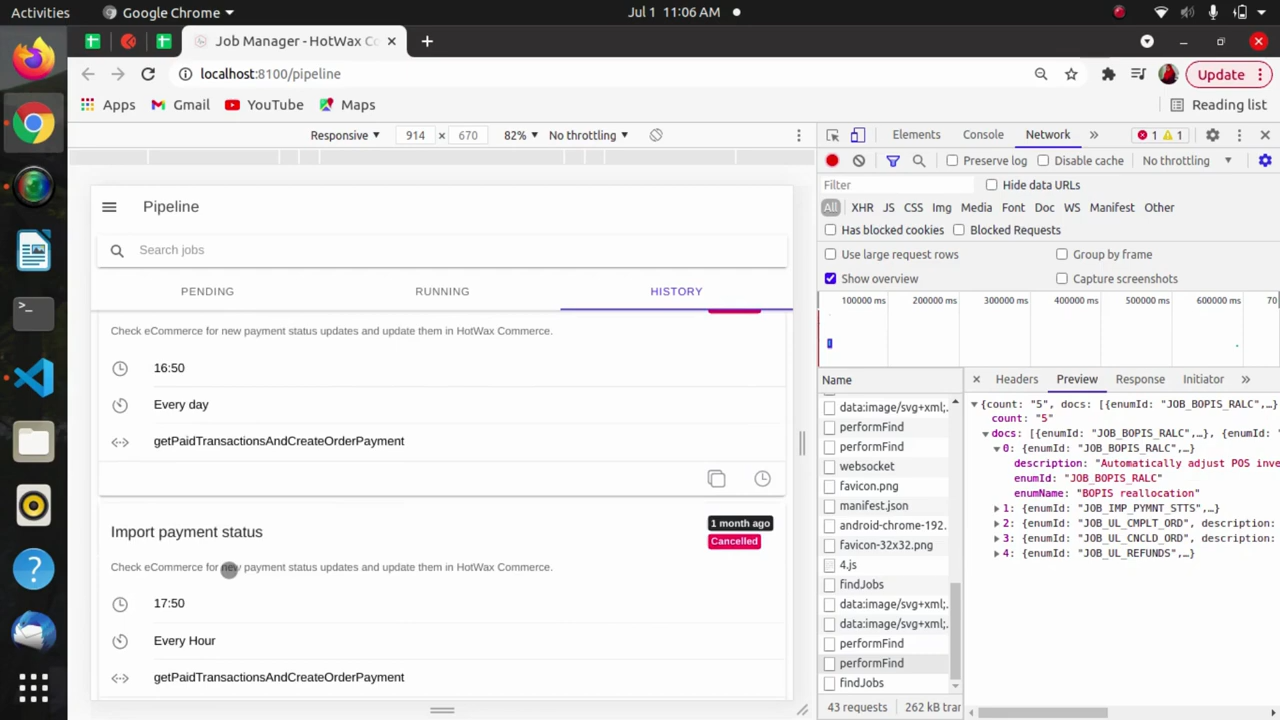 Activities
Google Chrome
Jul 1 11:06 AM
Job Manager - HotWax Co
localhost:8100/pipeline
Update
Apps
Gmail
YouTube
Maps
Reading list
Responsive
914 × 670
82%
No throttling
Elements
Console
Network
1
1
Preserve log
Disable cache
No throttling
Filter
Hide data URLs
All
XHR
JS
CSS
Img
Media
Font
Doc
WS
Manifest
Other
Has blocked cookies
Blocked Requests
Use large request rows
Group by frame
Show overview
Capture screenshots
100000 ms
200000 ms
300000 ms
400000 ms
500000 ms
600000 ms
70
Pipeline
Search jobs
PENDING
RUNNING
HISTORY
Check eCommerce for new payment status updates and update them in HotWax Commerce.
16:50
Every day
getPaidTransactionsAndCreateOrderPayment
Import payment status
1 month ago
Cancelled
Check eCommerce for new payment status updates and update them in HotWax Commerce.
17:50
Every Hour
getPaidTransactionsAndCreateOrderPayment
Name
data:image/svg+xml;.
performFind
performFind
websocket
favicon.png
manifest.json
android-chrome-192.
favicon-32x32.png
4.js
findJobs
data:image/svg+xml;.
data:image/svg+xml;.
performFind
performFind
findJobs
43 requests
262 kB tran
Headers
Preview
Response
Initiator
{count: "5", docs: [{enumId: "JOB_BOPIS_RALC",…}
count: "5"
docs: [{enumId: "JOB_BOPIS_RALC",…}, {enumId: "
0: {enumId: "JOB_BOPIS_RALC",…}
description: "Automatically adjust POS inve
enumId: "JOB_BOPIS_RALC"
enumName: "BOPIS reallocation"
1: {enumId: "JOB_IMP_PYMNT_STTS",…}
2: {enumId: "JOB_UL_CMPLT_ORD", description:
3: {enumId: "JOB_UL_CNCLD_ORD", description:
4: {enumId: "JOB_UL_REFUNDS",…}